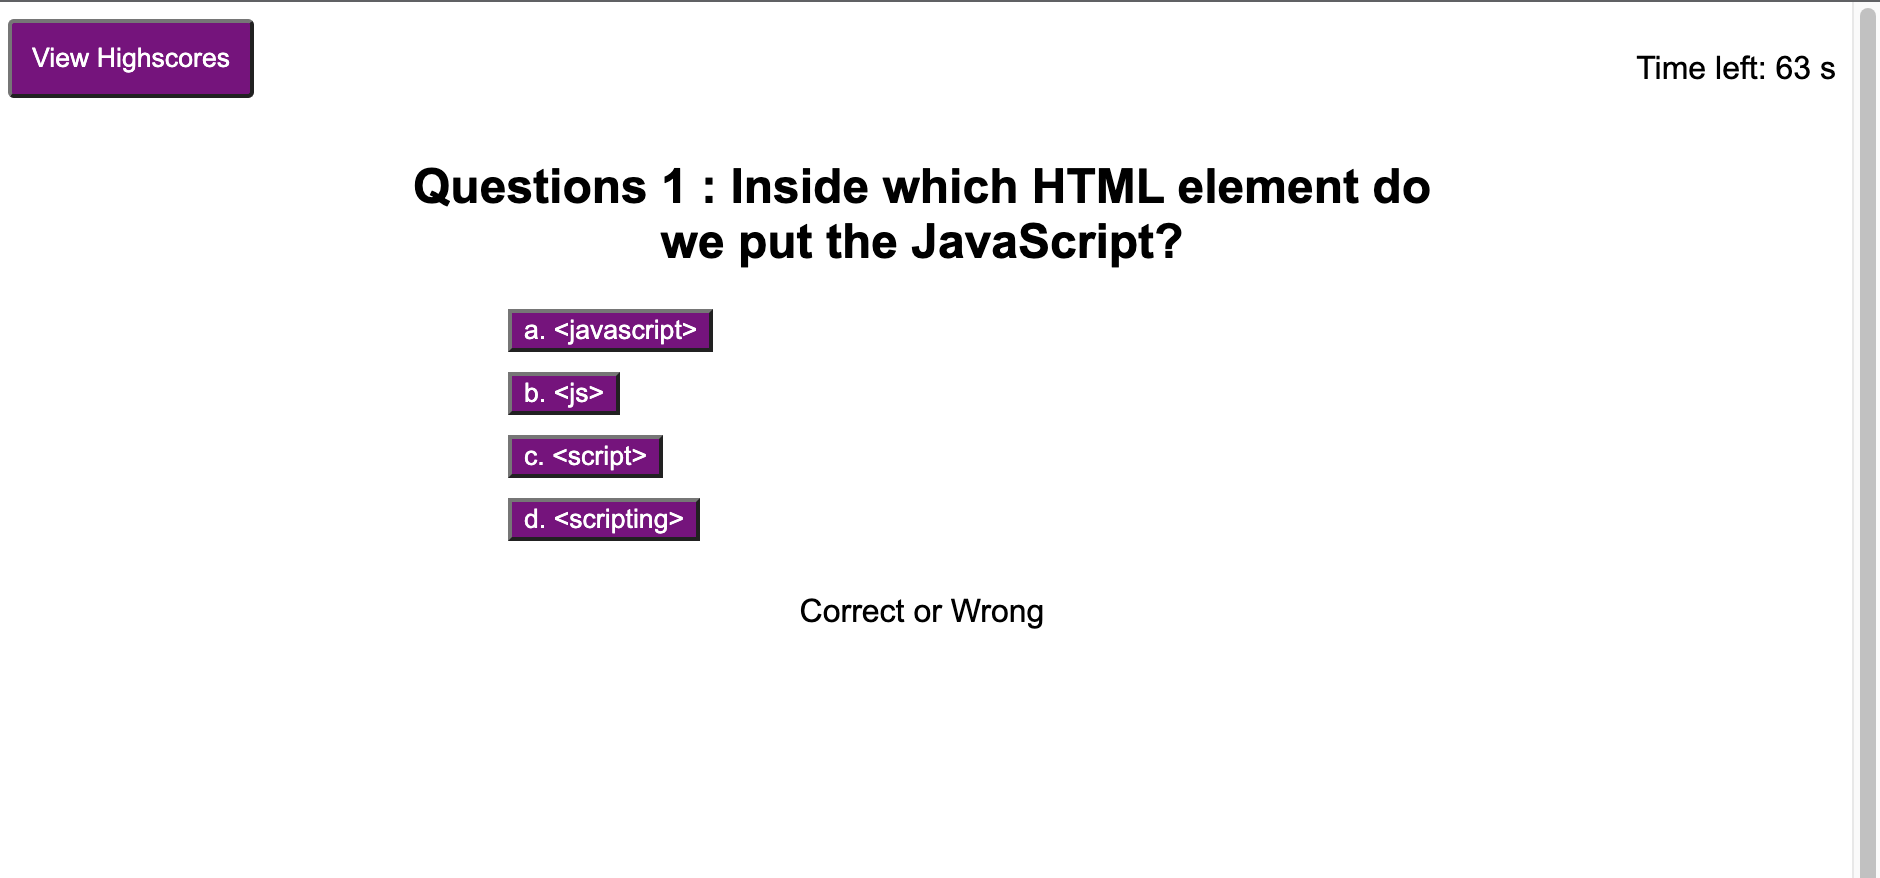 View Highscores
Time left: 63 s
Questions 1 : Inside which HTML element do
we put the JavaScript?
a. <javascript>
b. <js>
c. <script>
d. <scripting>
Correct or Wrong